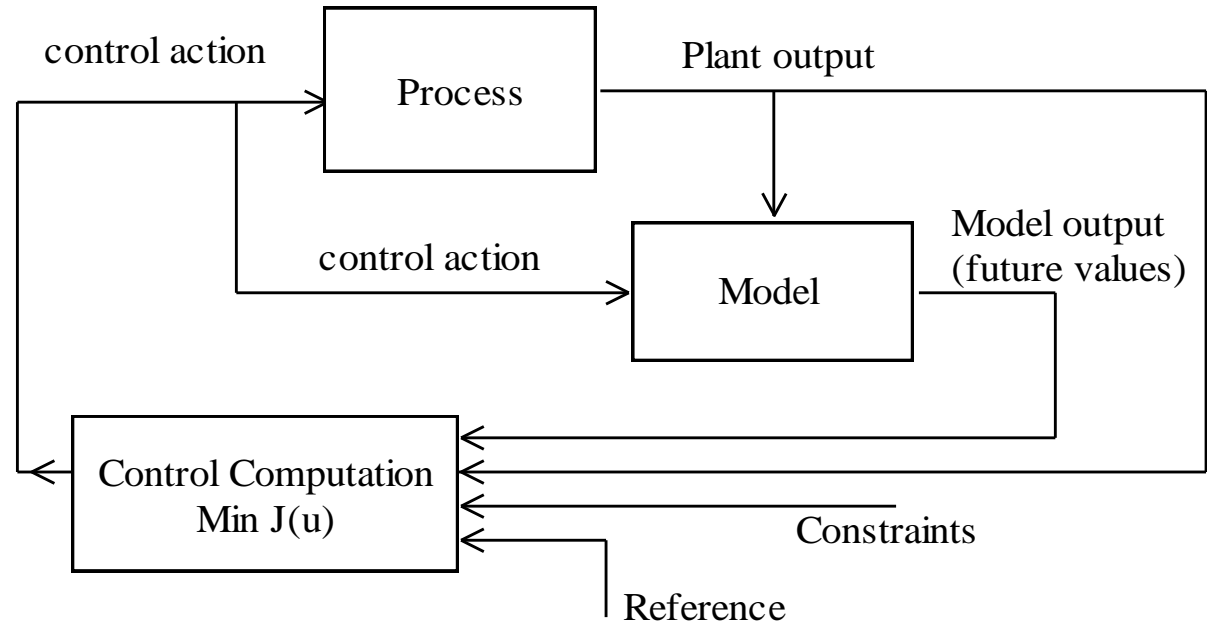 control action
Process
Plant output
control action
Model
Model output
(future values)
Control Computation
Min J(u)
Constraints
Reference